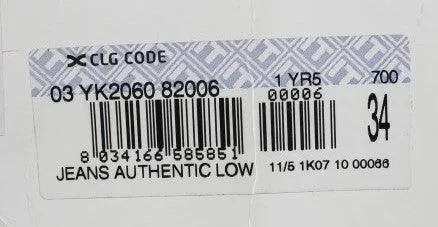 CLG CODE
03 YK2060 82006 1 YR5 700
00006
34
8 034166 585851
JEANS AUTHENTIC LOW 11/5 1K07 10 00066